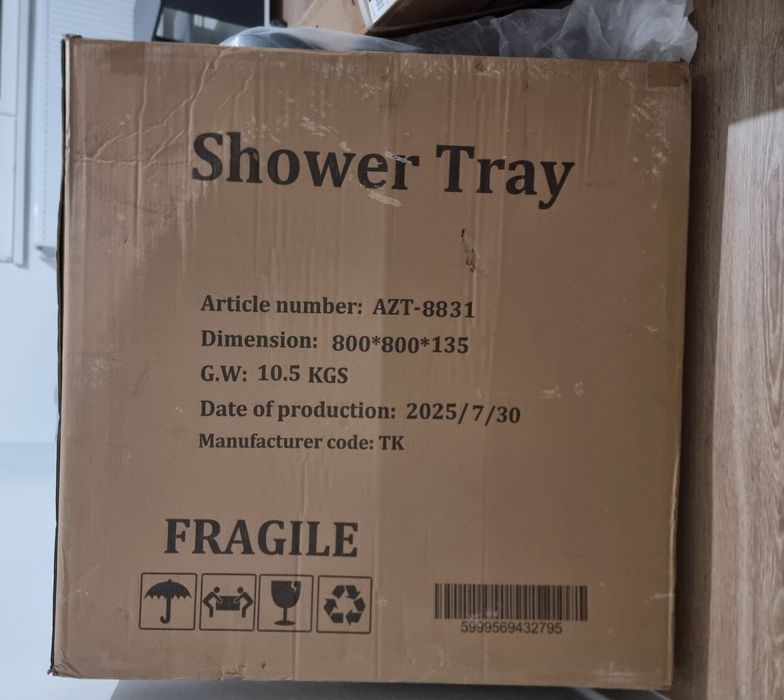 Shower Tray
Article number: AZT-8831
Dimension: 800*800*135
G.W: 10.5 KGS
Date of production: 2025/7/30
Manufacturer code: TK
FRAGILE
5999569432795